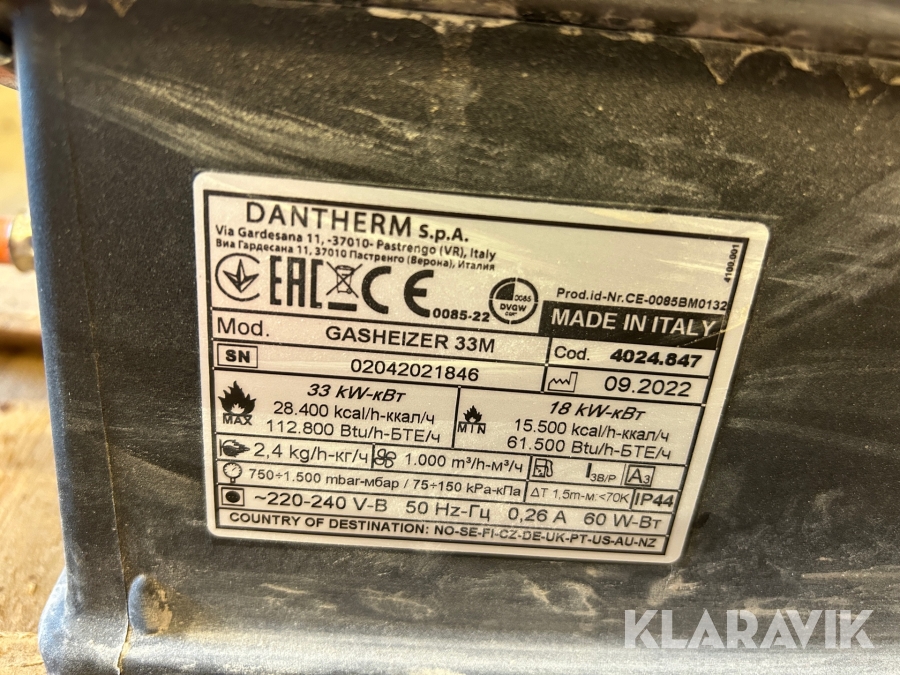 DANTHERM S.p.A.
Via Gardesana 11, -37010- Pastrengo (VR), Italy
Виа Гардесана 11, 37010 Пастренго (Верона), Италия
4100.001
EAC CE 0085-22
0085
DVGW
CERT
Prod.id-Nr.CE-0085BM0132
MADE IN ITALY
Mod. GASHEIZER 33M
Cod. 4024.847
SN 02042021846
09.2022
MAX
33 kW-кВт
28.400 kcal/h-ккал/ч
112.800 Btu/h-БТЕ/ч
MIN
18 kW-кВт
15.500 kcal/h-ккал/ч
61.500 Btu/h-БТЕ/ч
2,4 kg/h-кг/ч
1.000 m³/h-м³/ч
I3B/P
A3
750÷1.500 mbar-мбар / 75÷150 kPa-кПа
ΔT 1,5m-м:<70K
IP44
~220-240 V-В 50 Hz-Гц 0,26 A 60 W-Вт
COUNTRY OF DESTINATION: NO-SE-FI-CZ-DE-UK-PT-US-AU-NZ
KLARAVIK